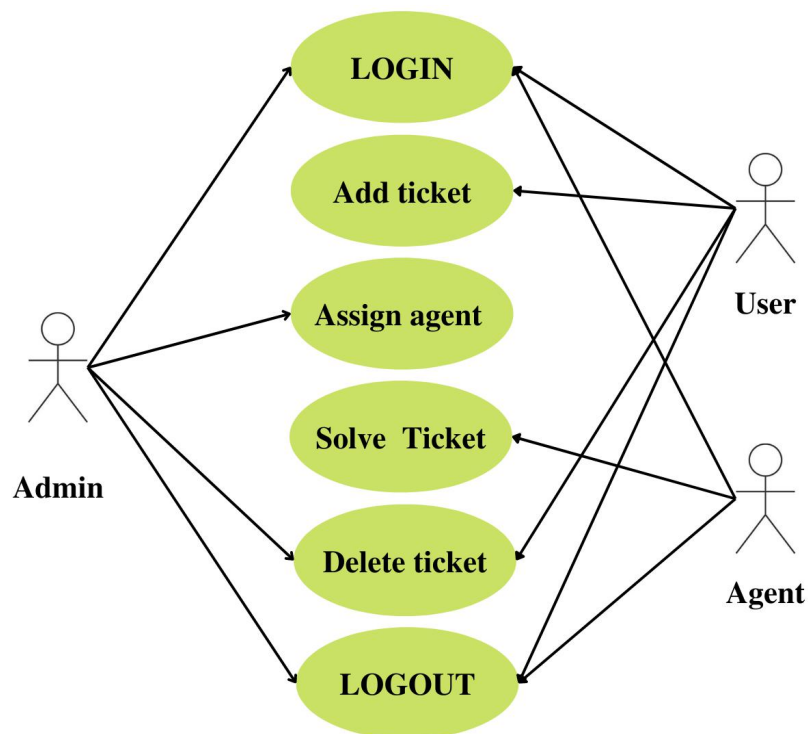 LOGIN
Add ticket
User
Assign agent
Solve  Ticket
Admin
Delete ticket
Agent
LOGOUT